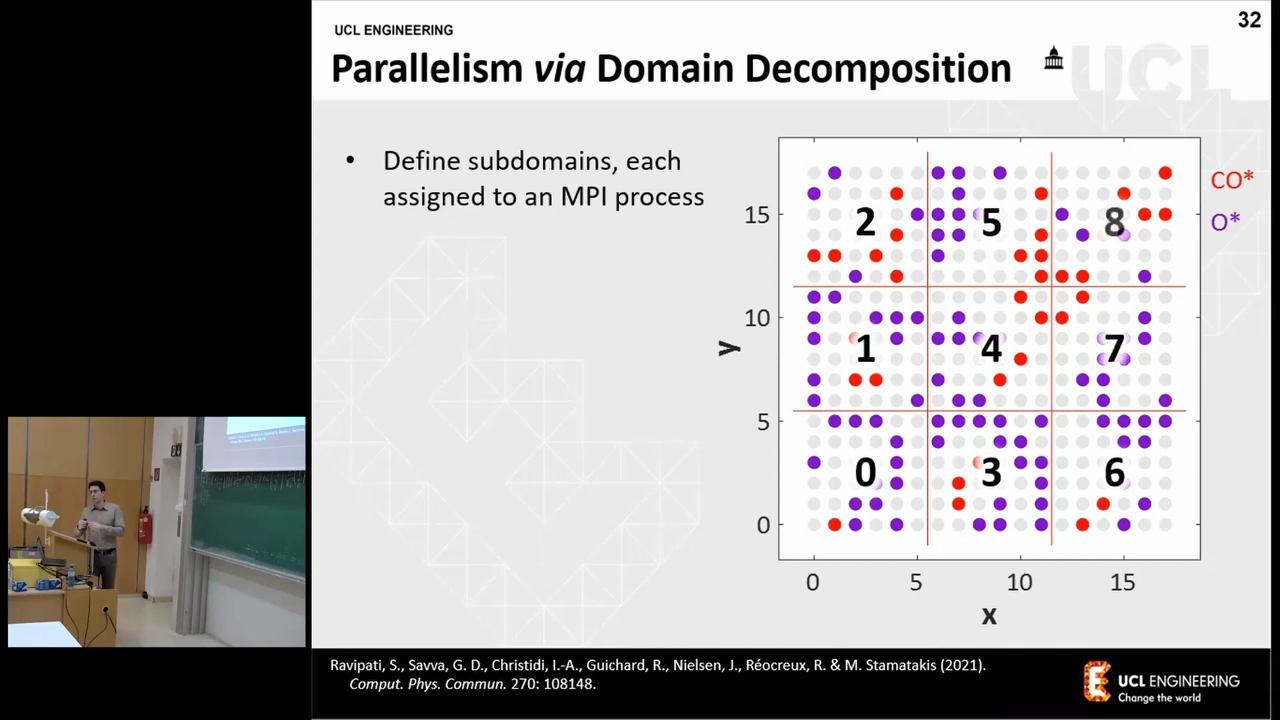 UCL ENGINEERING
32
Parallelism via Domain Decomposition
UCL
• Define subdomains, each
assigned to an MPI process
CO*
O*
2 5 8
1 4 7
0 3 6
15
10
5
0
y
0 5 10 15
x
Ravipati, S., Savva, G. D., Christidi, I.-A., Guichard, R., Nielsen, J., Réocreux, R. & M. Stamatakis (2021).
Comput. Phys. Commun. 270: 108148.
UCL ENGINEERING
Change the world